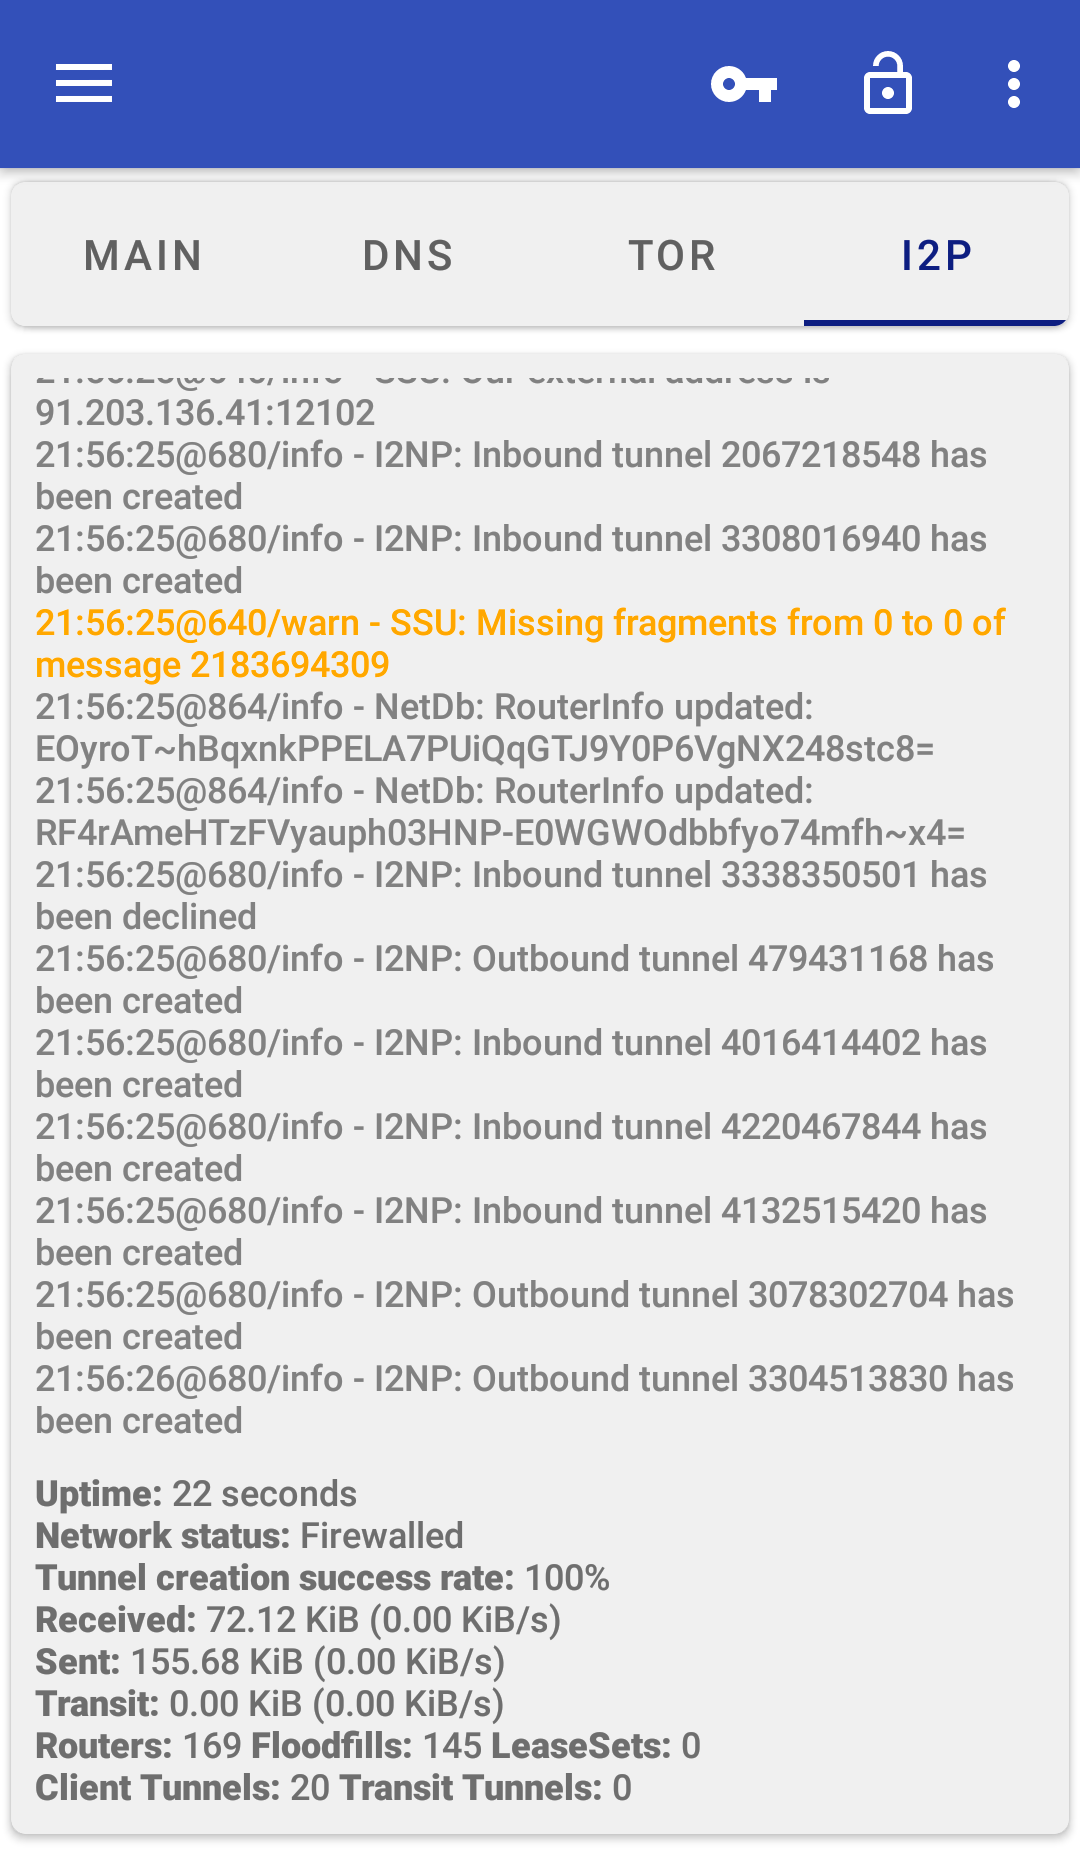 MAIN DNS TOR I2P
21:56:25@640/info - SSU: Our external address is
91.203.136.41:12102
21:56:25@680/info - I2NP: Inbound tunnel 2067218548 has
been created
21:56:25@680/info - I2NP: Inbound tunnel 3308016940 has
been created
21:56:25@640/warn - SSU: Missing fragments from 0 to 0 of
message 2183694309
21:56:25@864/info - NetDb: RouterInfo updated:
EOyroT~hBqxnkPPELA7PUiQqGTJ9Y0P6VgNX248stc8=
21:56:25@864/info - NetDb: RouterInfo updated:
RF4rAmeHTzFVyauph03HNP-E0WGWOdbbfyo74mfh~x4=
21:56:25@680/info - I2NP: Inbound tunnel 3338350501 has
been declined
21:56:25@680/info - I2NP: Outbound tunnel 479431168 has
been created
21:56:25@680/info - I2NP: Inbound tunnel 4016414402 has
been created
21:56:25@680/info - I2NP: Inbound tunnel 4220467844 has
been created
21:56:25@680/info - I2NP: Inbound tunnel 4132515420 has
been created
21:56:25@680/info - I2NP: Outbound tunnel 3078302704 has
been created
21:56:26@680/info - I2NP: Outbound tunnel 3304513830 has
been created
Uptime: 22 seconds
Network status: Firewalled
Tunnel creation success rate: 100%
Received: 72.12 KiB (0.00 KiB/s)
Sent: 155.68 KiB (0.00 KiB/s)
Transit: 0.00 KiB (0.00 KiB/s)
Routers: 169 Floodfills: 145 LeaseSets: 0
Client Tunnels: 20 Transit Tunnels: 0